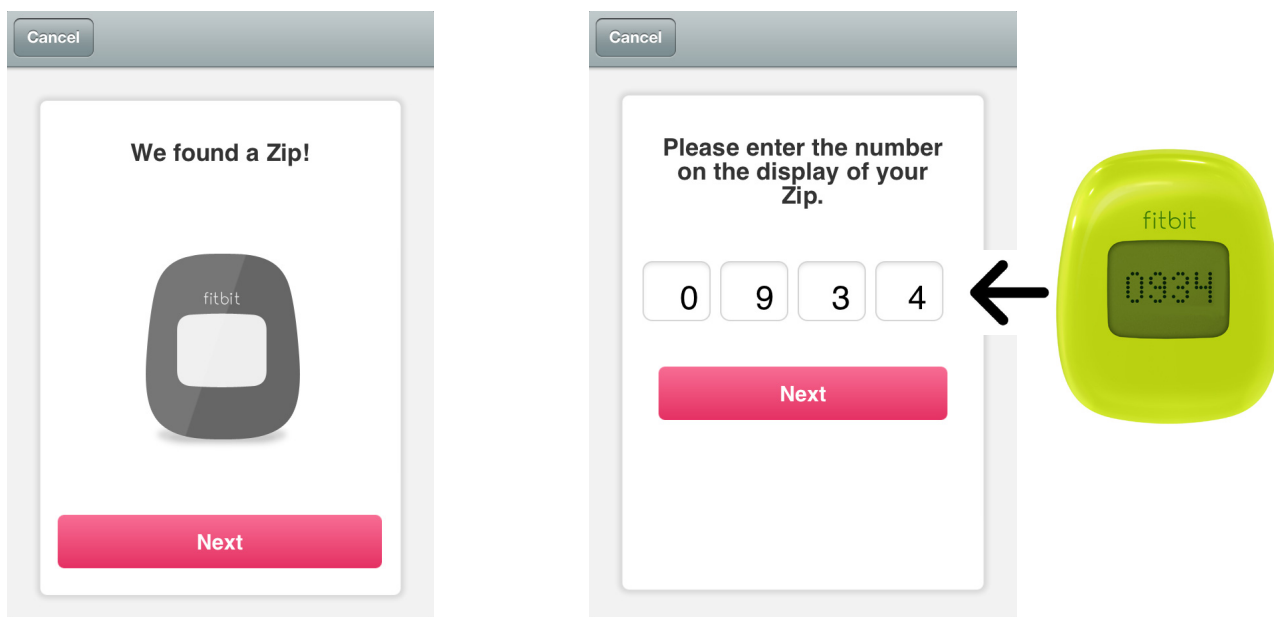 Cancel
We found a Zip!
fitbit
Next
Cancel
Please enter the number
on the display of your
Zip.
0 9 3 4
Next
fitbit
0934